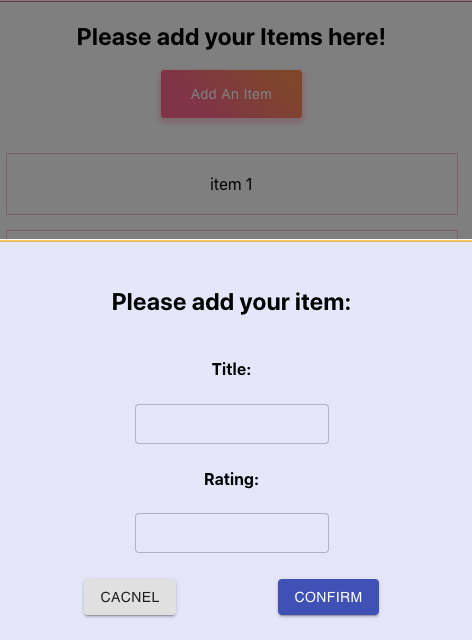 Please add your Items here!
Add An Item
item 1
Please add your item:
Title:
Rating:
CACNEL
CONFIRM